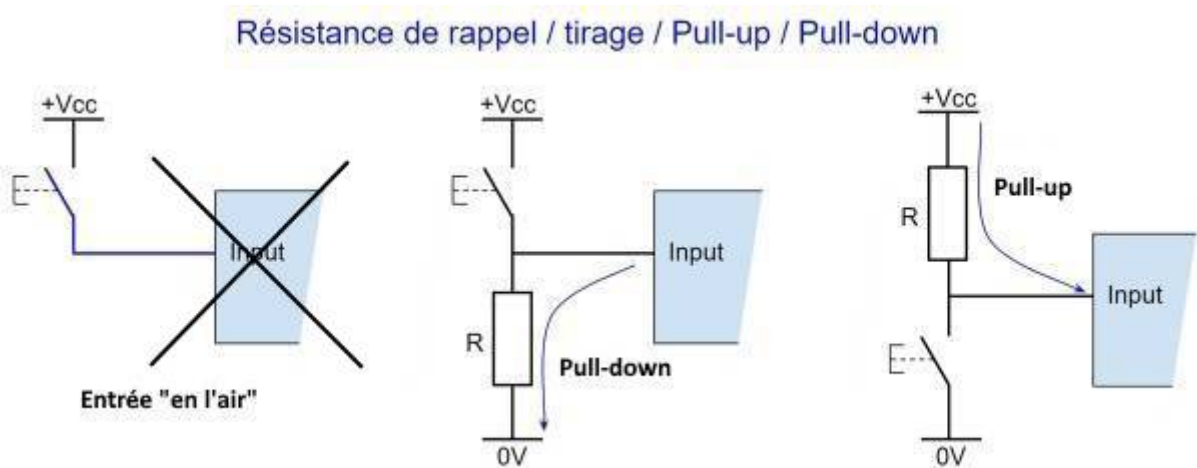 Résistance de rappel / tirage / Pull-up / Pull-down
+Vcc
Input
Entrée "en l'air"
+Vcc
Input
R
Pull-down
0V
+Vcc
Pull-up
R
Input
0V